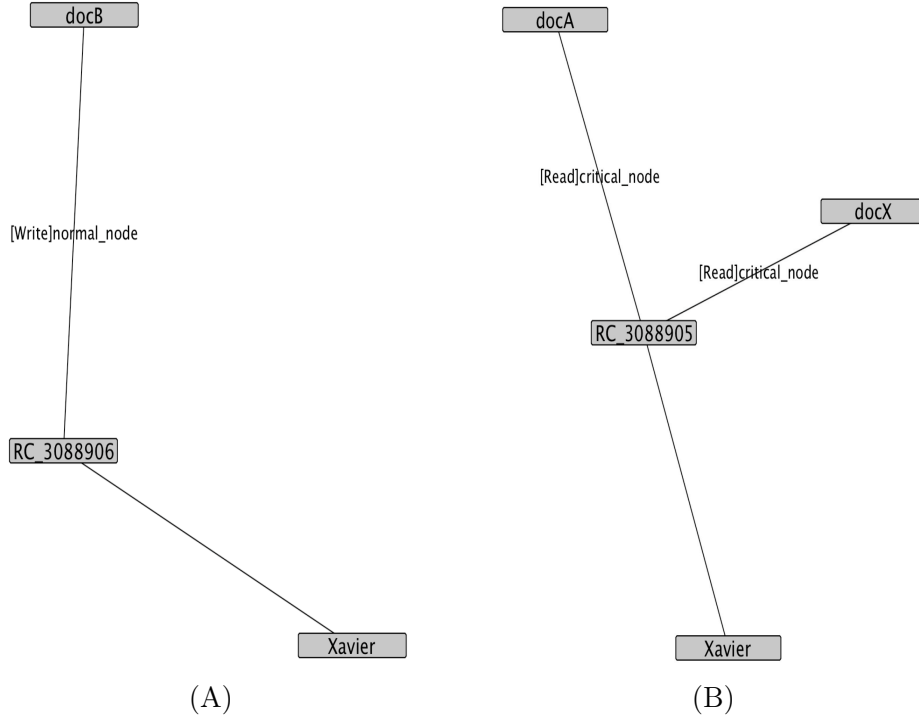 docB
[Write]normal_node
RC_3088906
Xavier
(A)
docA
[Read]critical_node
docX
[Read]critical_node
RC_3088905
Xavier
(B)